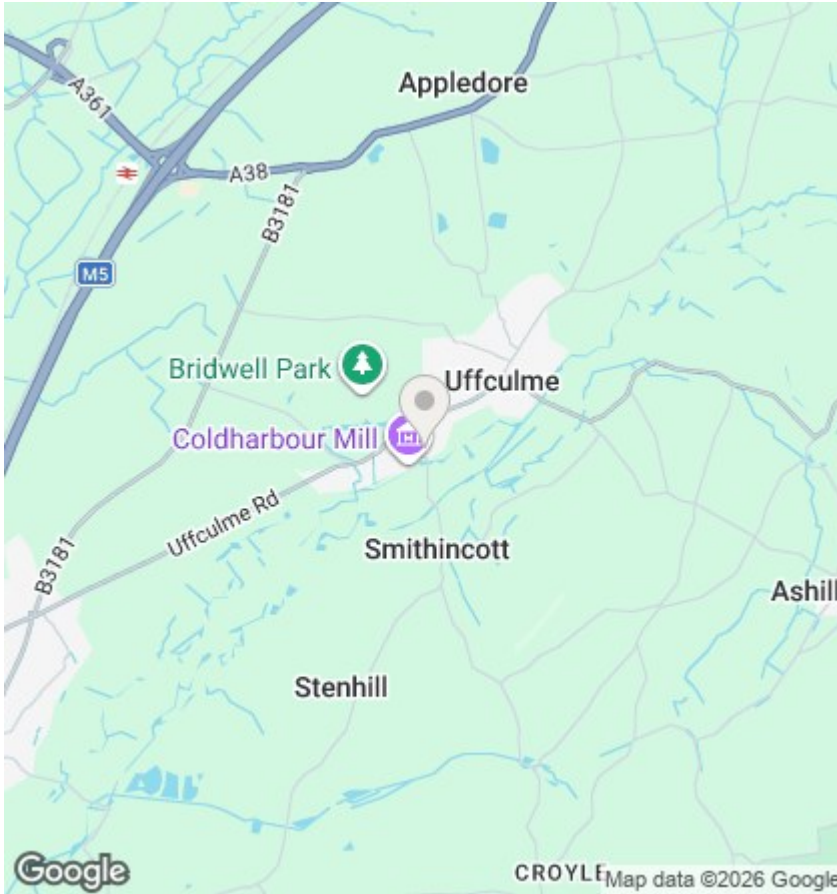 Appledore
A361
A38
B3181
M5
Bridwell Park
Uffculme
Coldharbour Mill
Uffculme Rd
Smithincott
B3181
Ashill
Stenhill
CROYLE
Google
Map data ©2026 Google